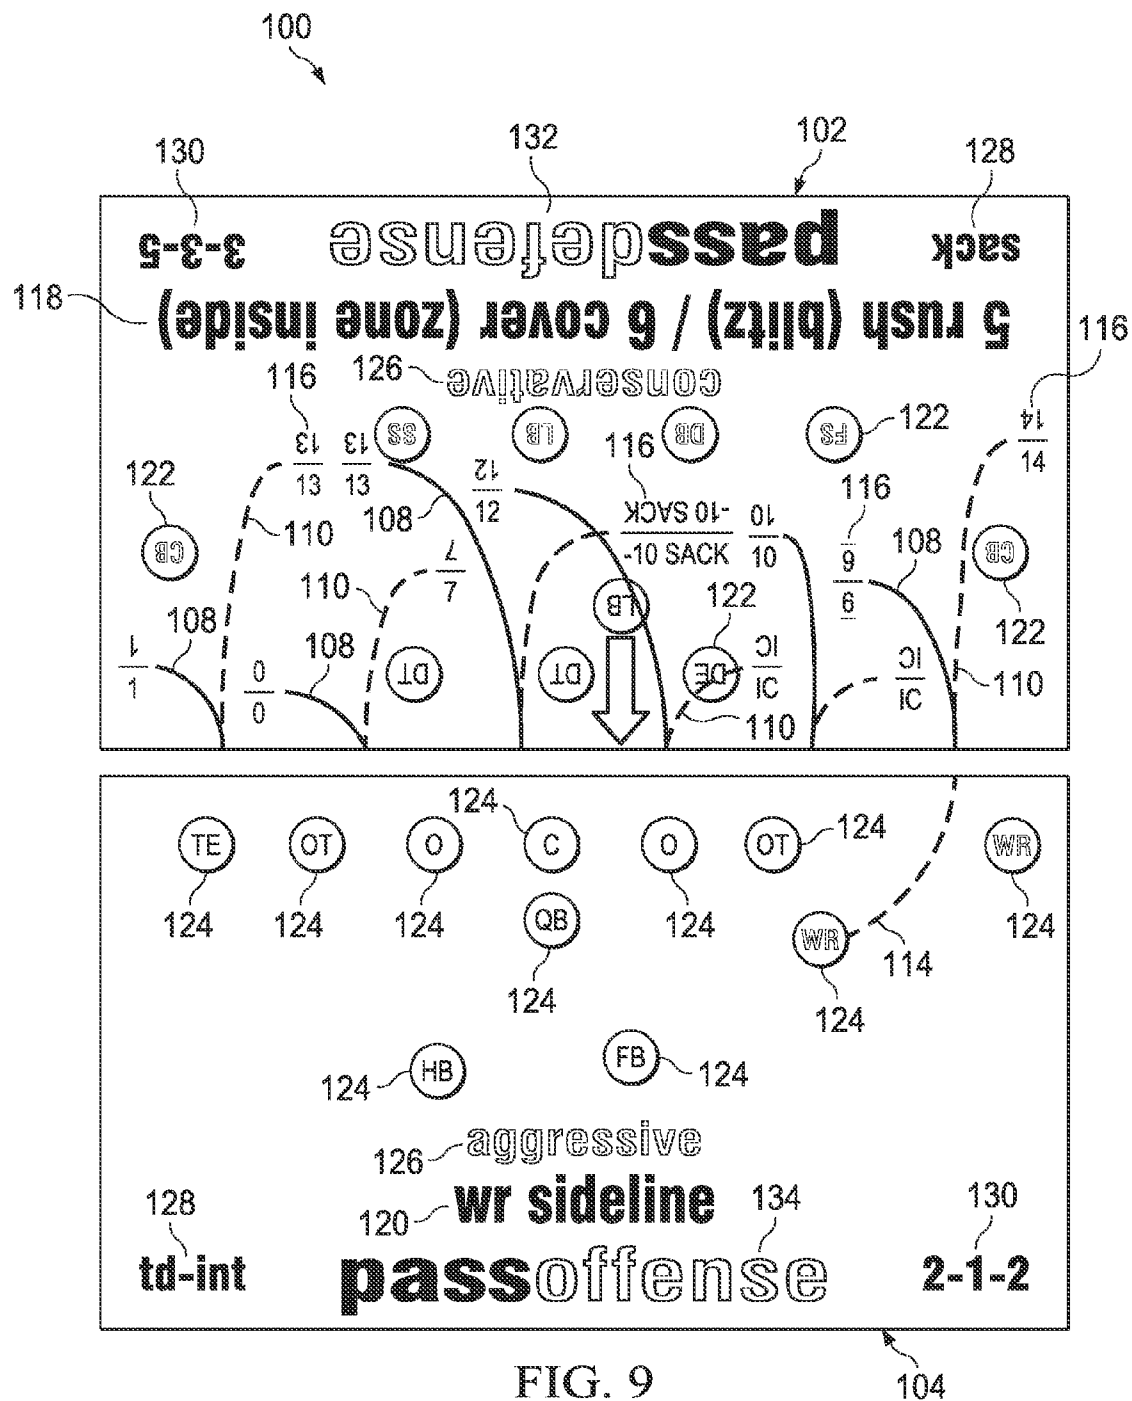 100
130
132
102
128
3-3-5
passdefense
sack
118
5 rush (blitz) / 6 cover (zone inside)
116
126
conservative
116
122
SS
LB
DB
FS
122
13/13
13/13
12/12
116
116
14/14
108
-10 SACK/-10 SACK
10/10
9/9
108
CB
110
CB
110
7/7
LB
122
122
108
1/1
0/0
108
DT
DT
DE
IC/IC
IC/IC
110
110
124
TE
OT
O
C
O
OT
124
WR
124
124
124
QB
124
WR
124
124
114
124
HB
124
FB
124
aggressive
126
wr sideline
120
128
134
130
td-int
passoffense
2-1-2
FIG. 9
104